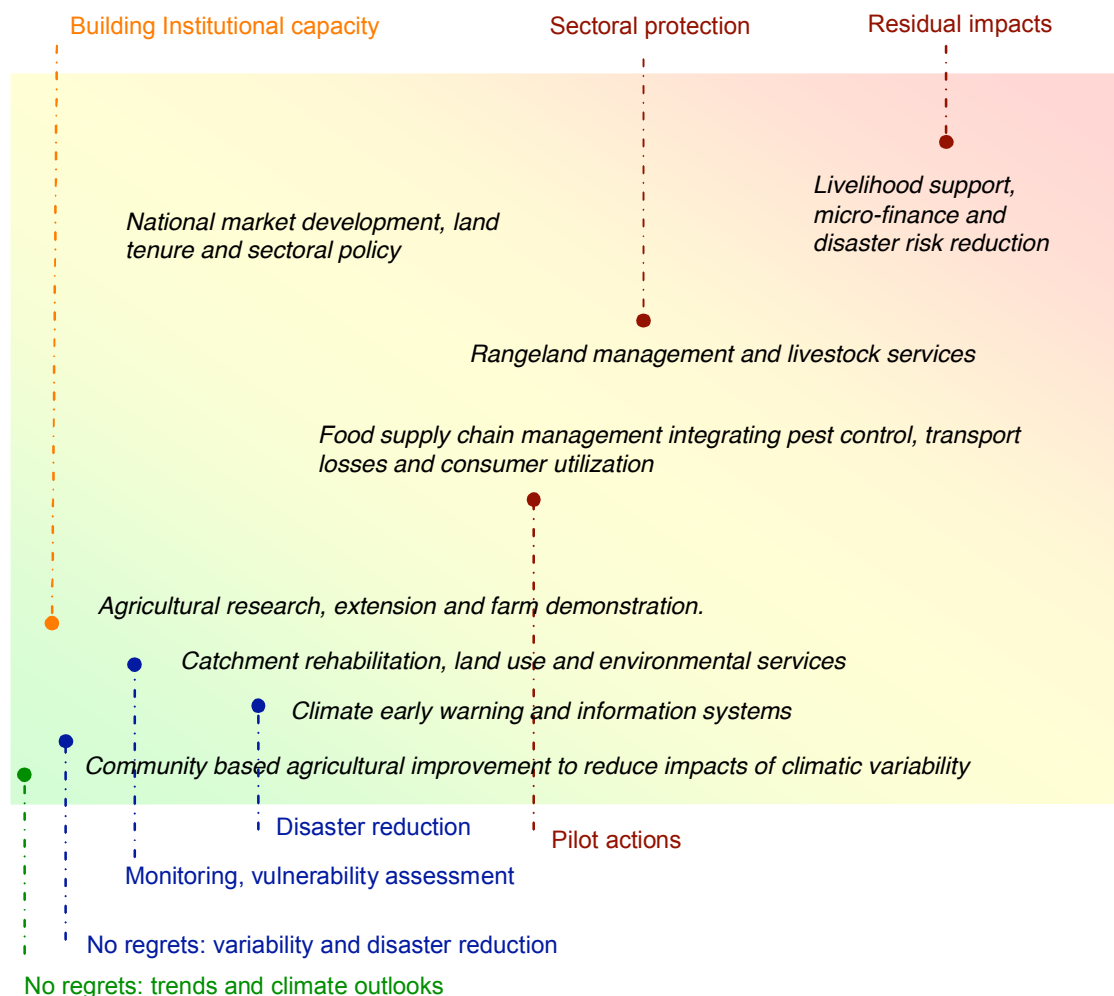 Building Institutional capacity
Sectoral protection
Residual impacts
Livelihood support,
micro-finance and
disaster risk reduction
National market development, land
tenure and sectoral policy
Rangeland management and livestock services
Food supply chain management integrating pest control, transport
losses and consumer utilization
Agricultural research, extension and farm demonstration.
Catchment rehabilitation, land use and environmental services
Climate early warning and information systems
Community based agricultural improvement to reduce impacts of climatic variability
Disaster reduction
Pilot actions
Monitoring, vulnerability assessment
No regrets: variability and disaster reduction
No regrets: trends and climate outlooks